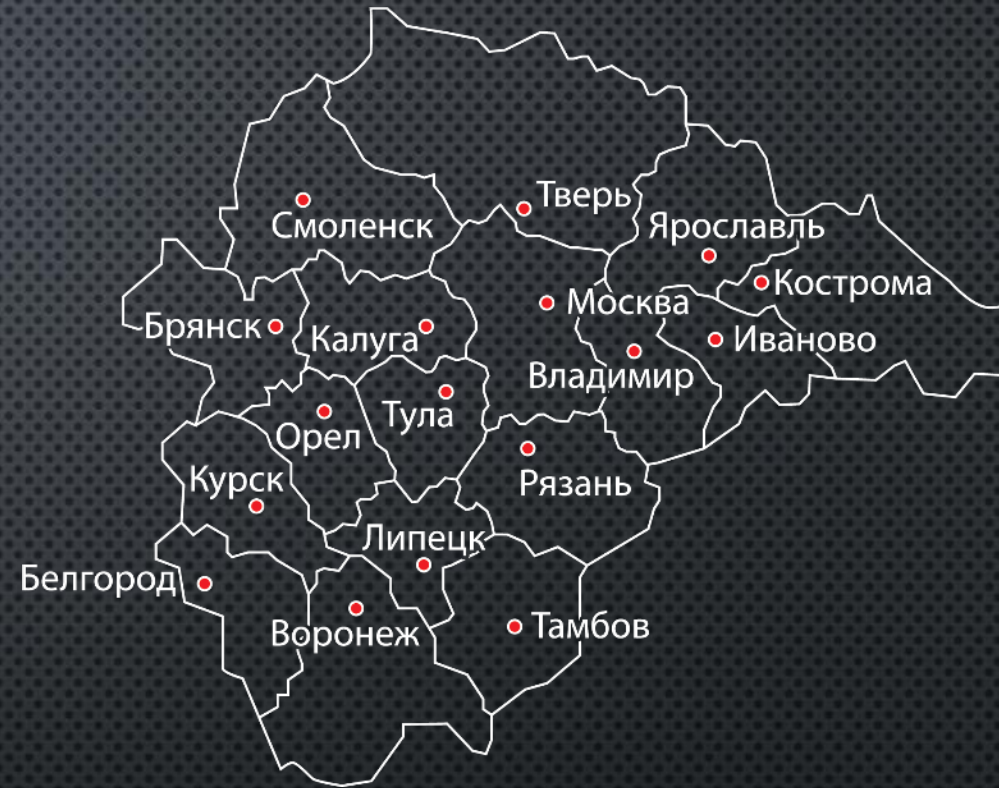 Тверь
Смоленск
Ярославль
Кострома
Москва
Брянск
Калуга
Иваново
Владимир
Тула
Орел
Курск
Рязань
Липецк
Белгород
Воронеж
Тамбов